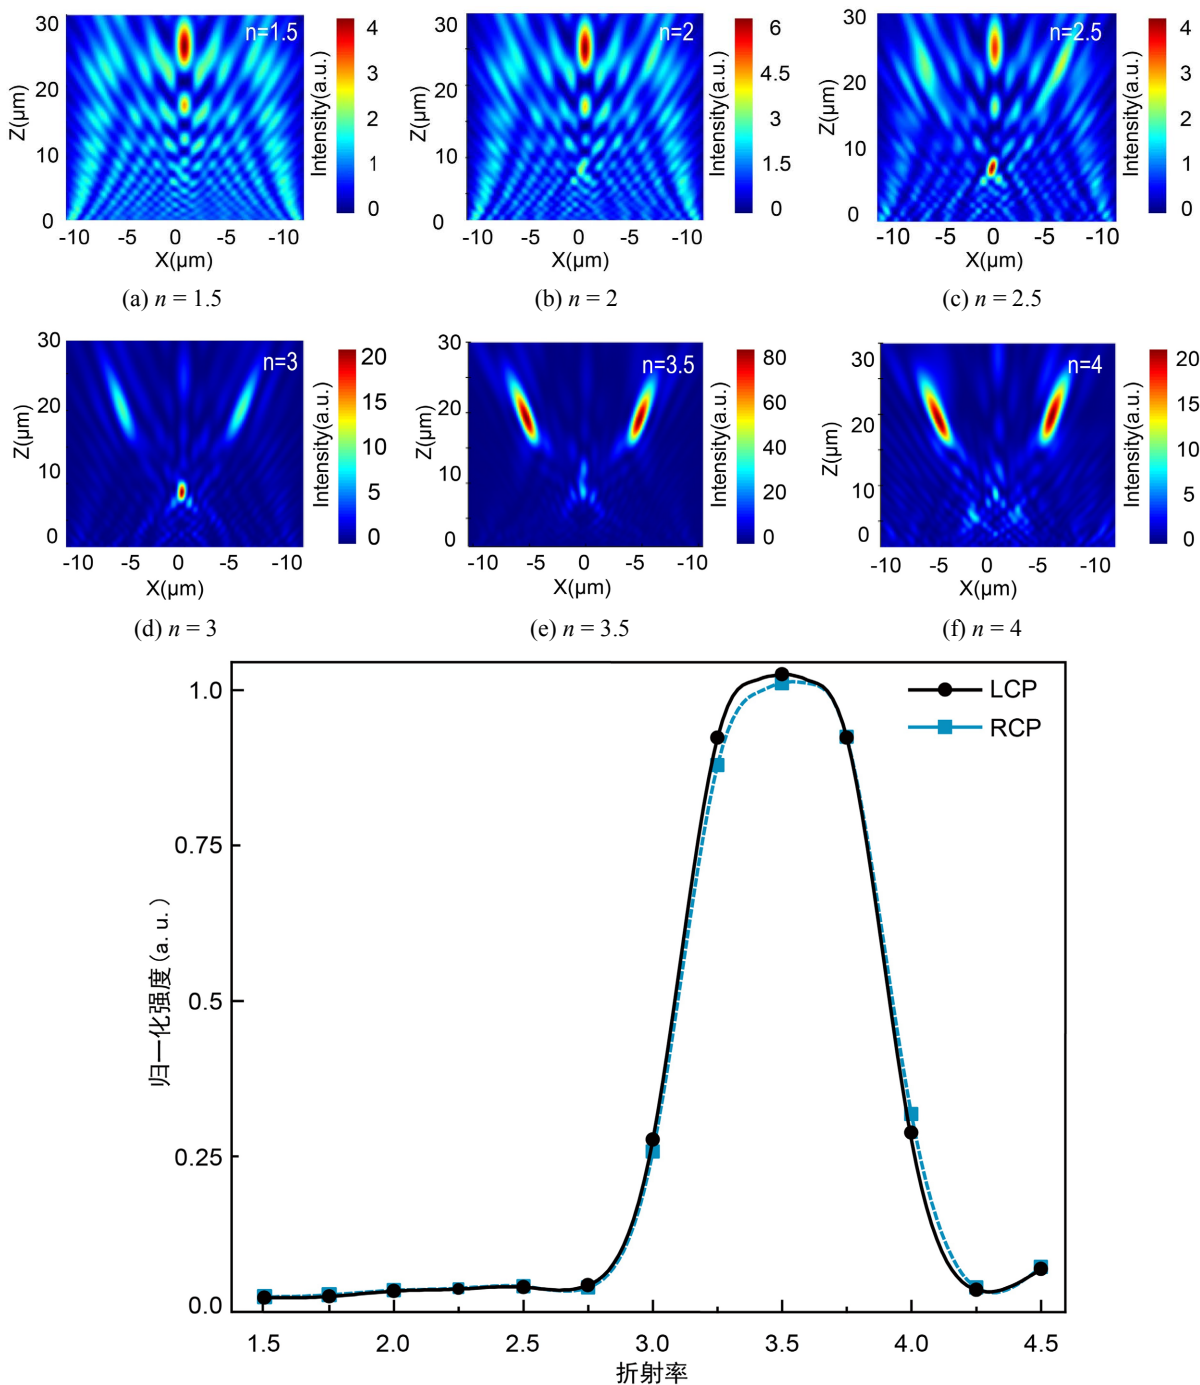 n=1.5
30
20
10
0
Z(μm)
-10 -5 0 -5 -10
X(μm)
4
3
2
1
0
Intensity(a.u.)
(a) n = 1.5
n=2
30
20
10
0
Z(μm)
-10 -5 0 -5 -10
X(μm)
6
4.5
3
1.5
0
Intensity(a.u.)
(b) n = 2
n=2.5
30
20
10
0
Z(μm)
-10 -5 0 -5 -10
X(μm)
4
3
2
1
0
Intensity(a.u.)
(c) n = 2.5
n=3
30
20
10
0
Z(μm)
-10 -5 0 -5 -10
X(μm)
20
15
10
5
0
Intensity(a.u.)
(d) n = 3
n=3.5
30
20
10
0
Z(μm)
-10 -5 0 -5 -10
X(μm)
80
60
40
20
0
Intensity(a.u.)
(e) n = 3.5
n=4
30
20
10
0
Z(μm)
-10 -5 0 -5 -10
X(μm)
20
15
10
5
0
Intensity(a.u.)
(f) n = 4
LCP
RCP
1.0
0.75
0.5
0.25
0.0
归一化强度(a. u.)
1.5 2.0 2.5 3.0 3.5 4.0 4.5
折射率